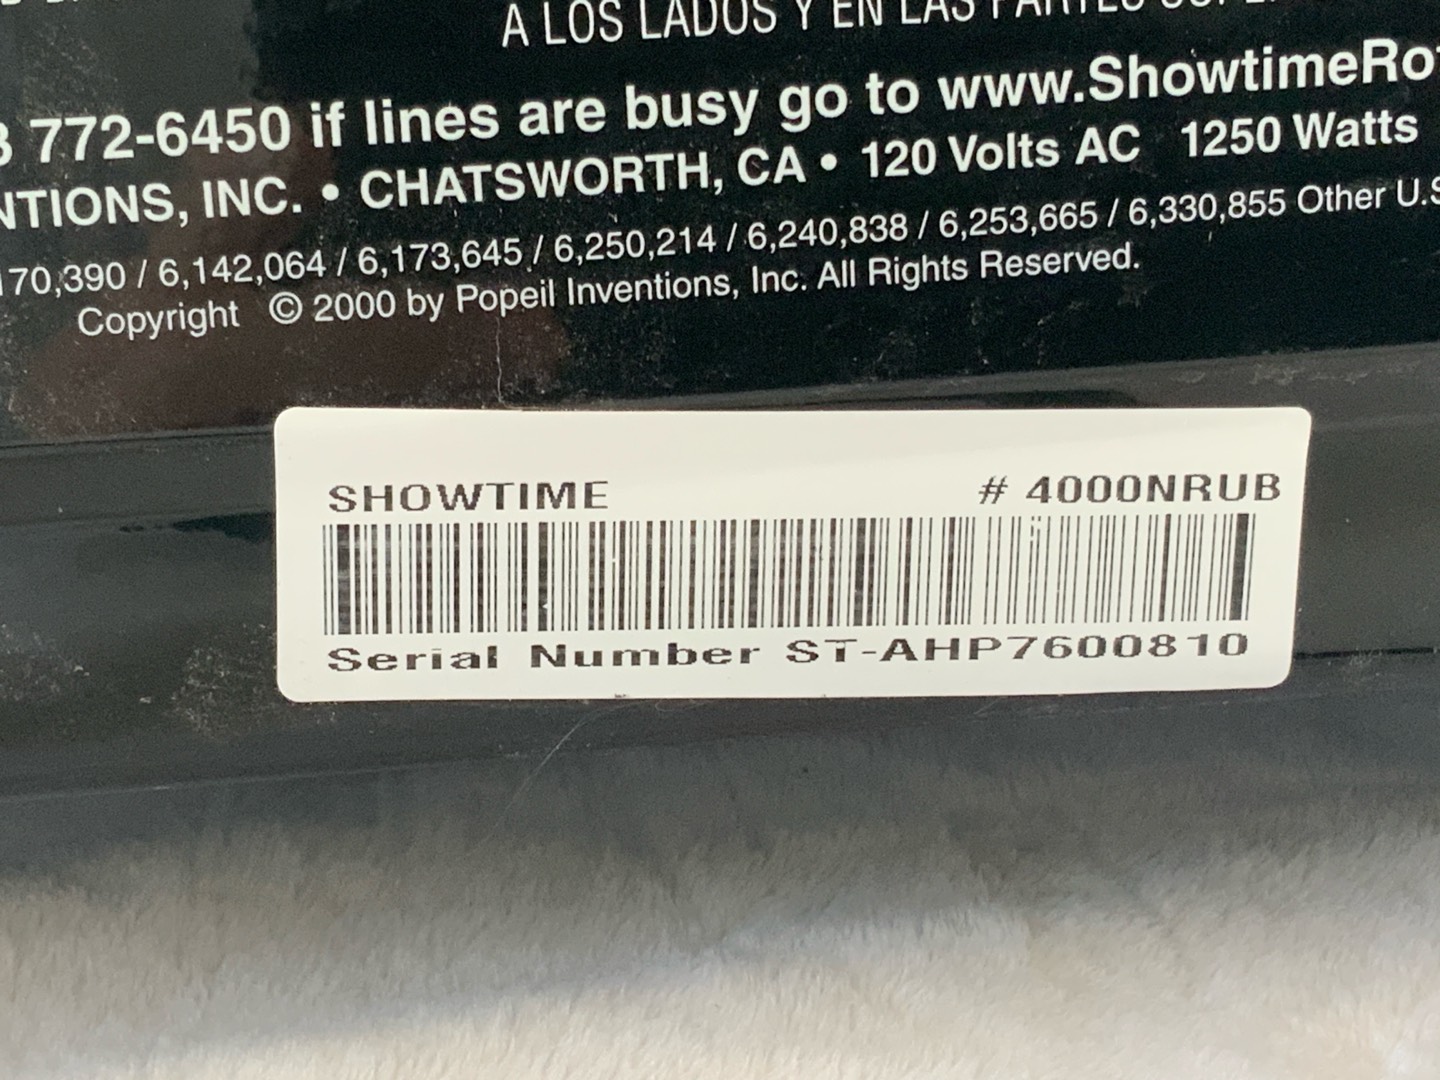 A LOS LADOS Y EN LAS PARTES
772-6450 if lines are busy go to www.ShowtimeRo
NTIONS, INC. • CHATSWORTH, CA • 120 Volts AC 1250 Watts
70,390 / 6,142,064 / 6,173,645 / 6,250,214 / 6,240,838 / 6,253,665 / 6,330,855 Other U.S
Copyright © 2000 by Popeil Inventions, Inc. All Rights Reserved.
SHOWTIME # 4000NRUB
Serial Number ST-AHP7600810